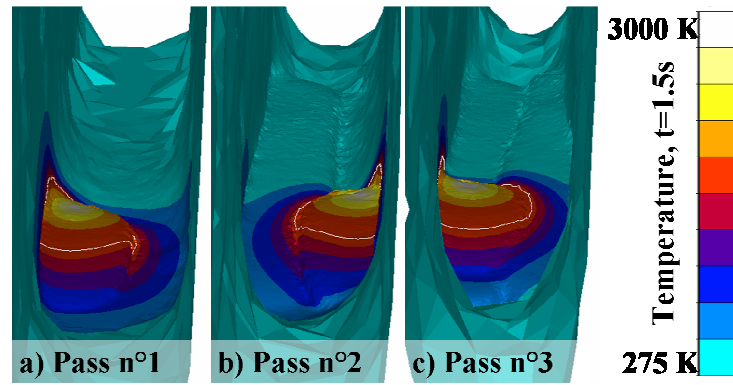 3000 K
Temperature, t=1.5s
275 K
a) Pass n°1
b) Pass n°2
c) Pass n°3